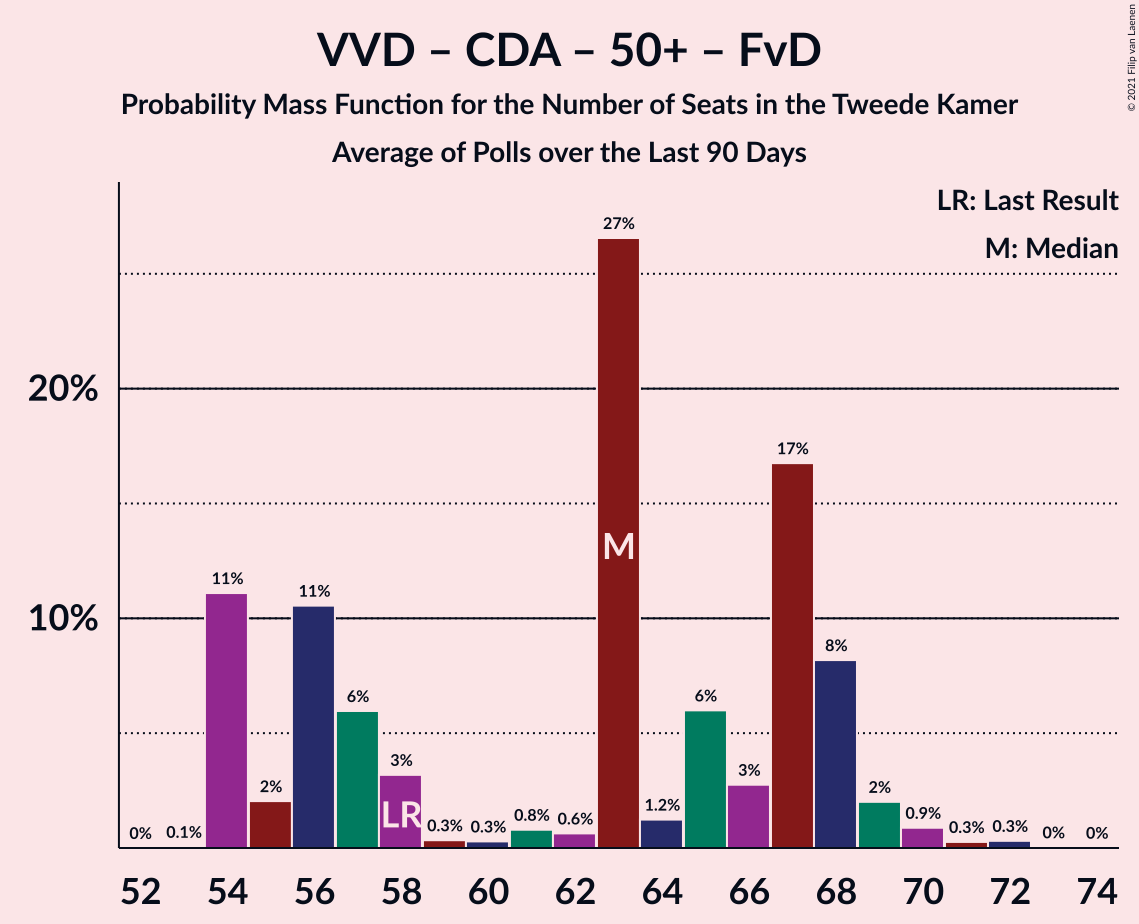 VVD – CDA – 50+ – FvD
Probability Mass Function for the Number of Seats in the Tweede Kamer
Average of Polls over the Last 90 Days
© 2021 Filip van Laenen
LR: Last Result
M: Median
20%
10%
0% 0.1% 11% 2% 11% 6% 3% 0.3% 0.3% 0.8% 0.6% 27% 1.2% 6% 3% 17% 8% 2% 0.9% 0.3% 0.3% 0% 0%
LR
M
52 54 56 58 60 62 64 66 68 70 72 74